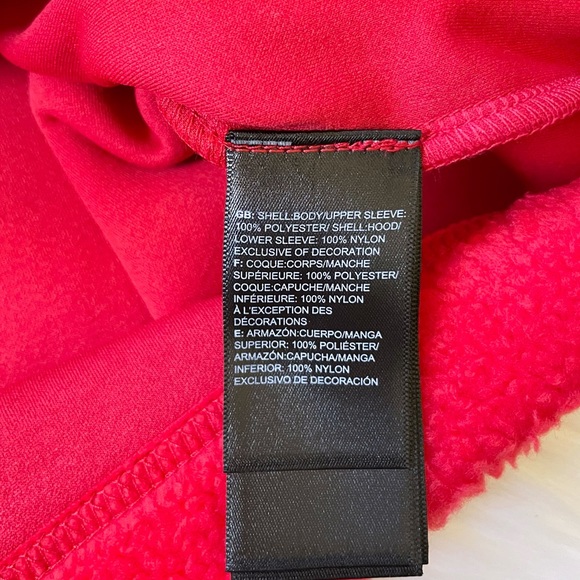 GB: SHELL:BODY/UPPER SLEEVE:
100% POLYESTER/ SHELL:HOOD/
LOWER SLEEVE: 100% NYLON
EXCLUSIVE OF DECORATION
F: COQUE:CORPS/MANCHE
SUPÉRIEURE: 100% POLYESTER/
COQUE:CAPUCHE/MANCHE
INFÉRIEURE: 100% NYLON
À L'EXCEPTION DES
DÉCORATIONS
E: ARMAZÓN:CUERPO/MANGA
SUPERIOR: 100% POLIÉSTER/
ARMAZÓN:CAPUCHA/MANGA
INFERIOR: 100% NYLON
EXCLUSIVO DE DECORACIÓN